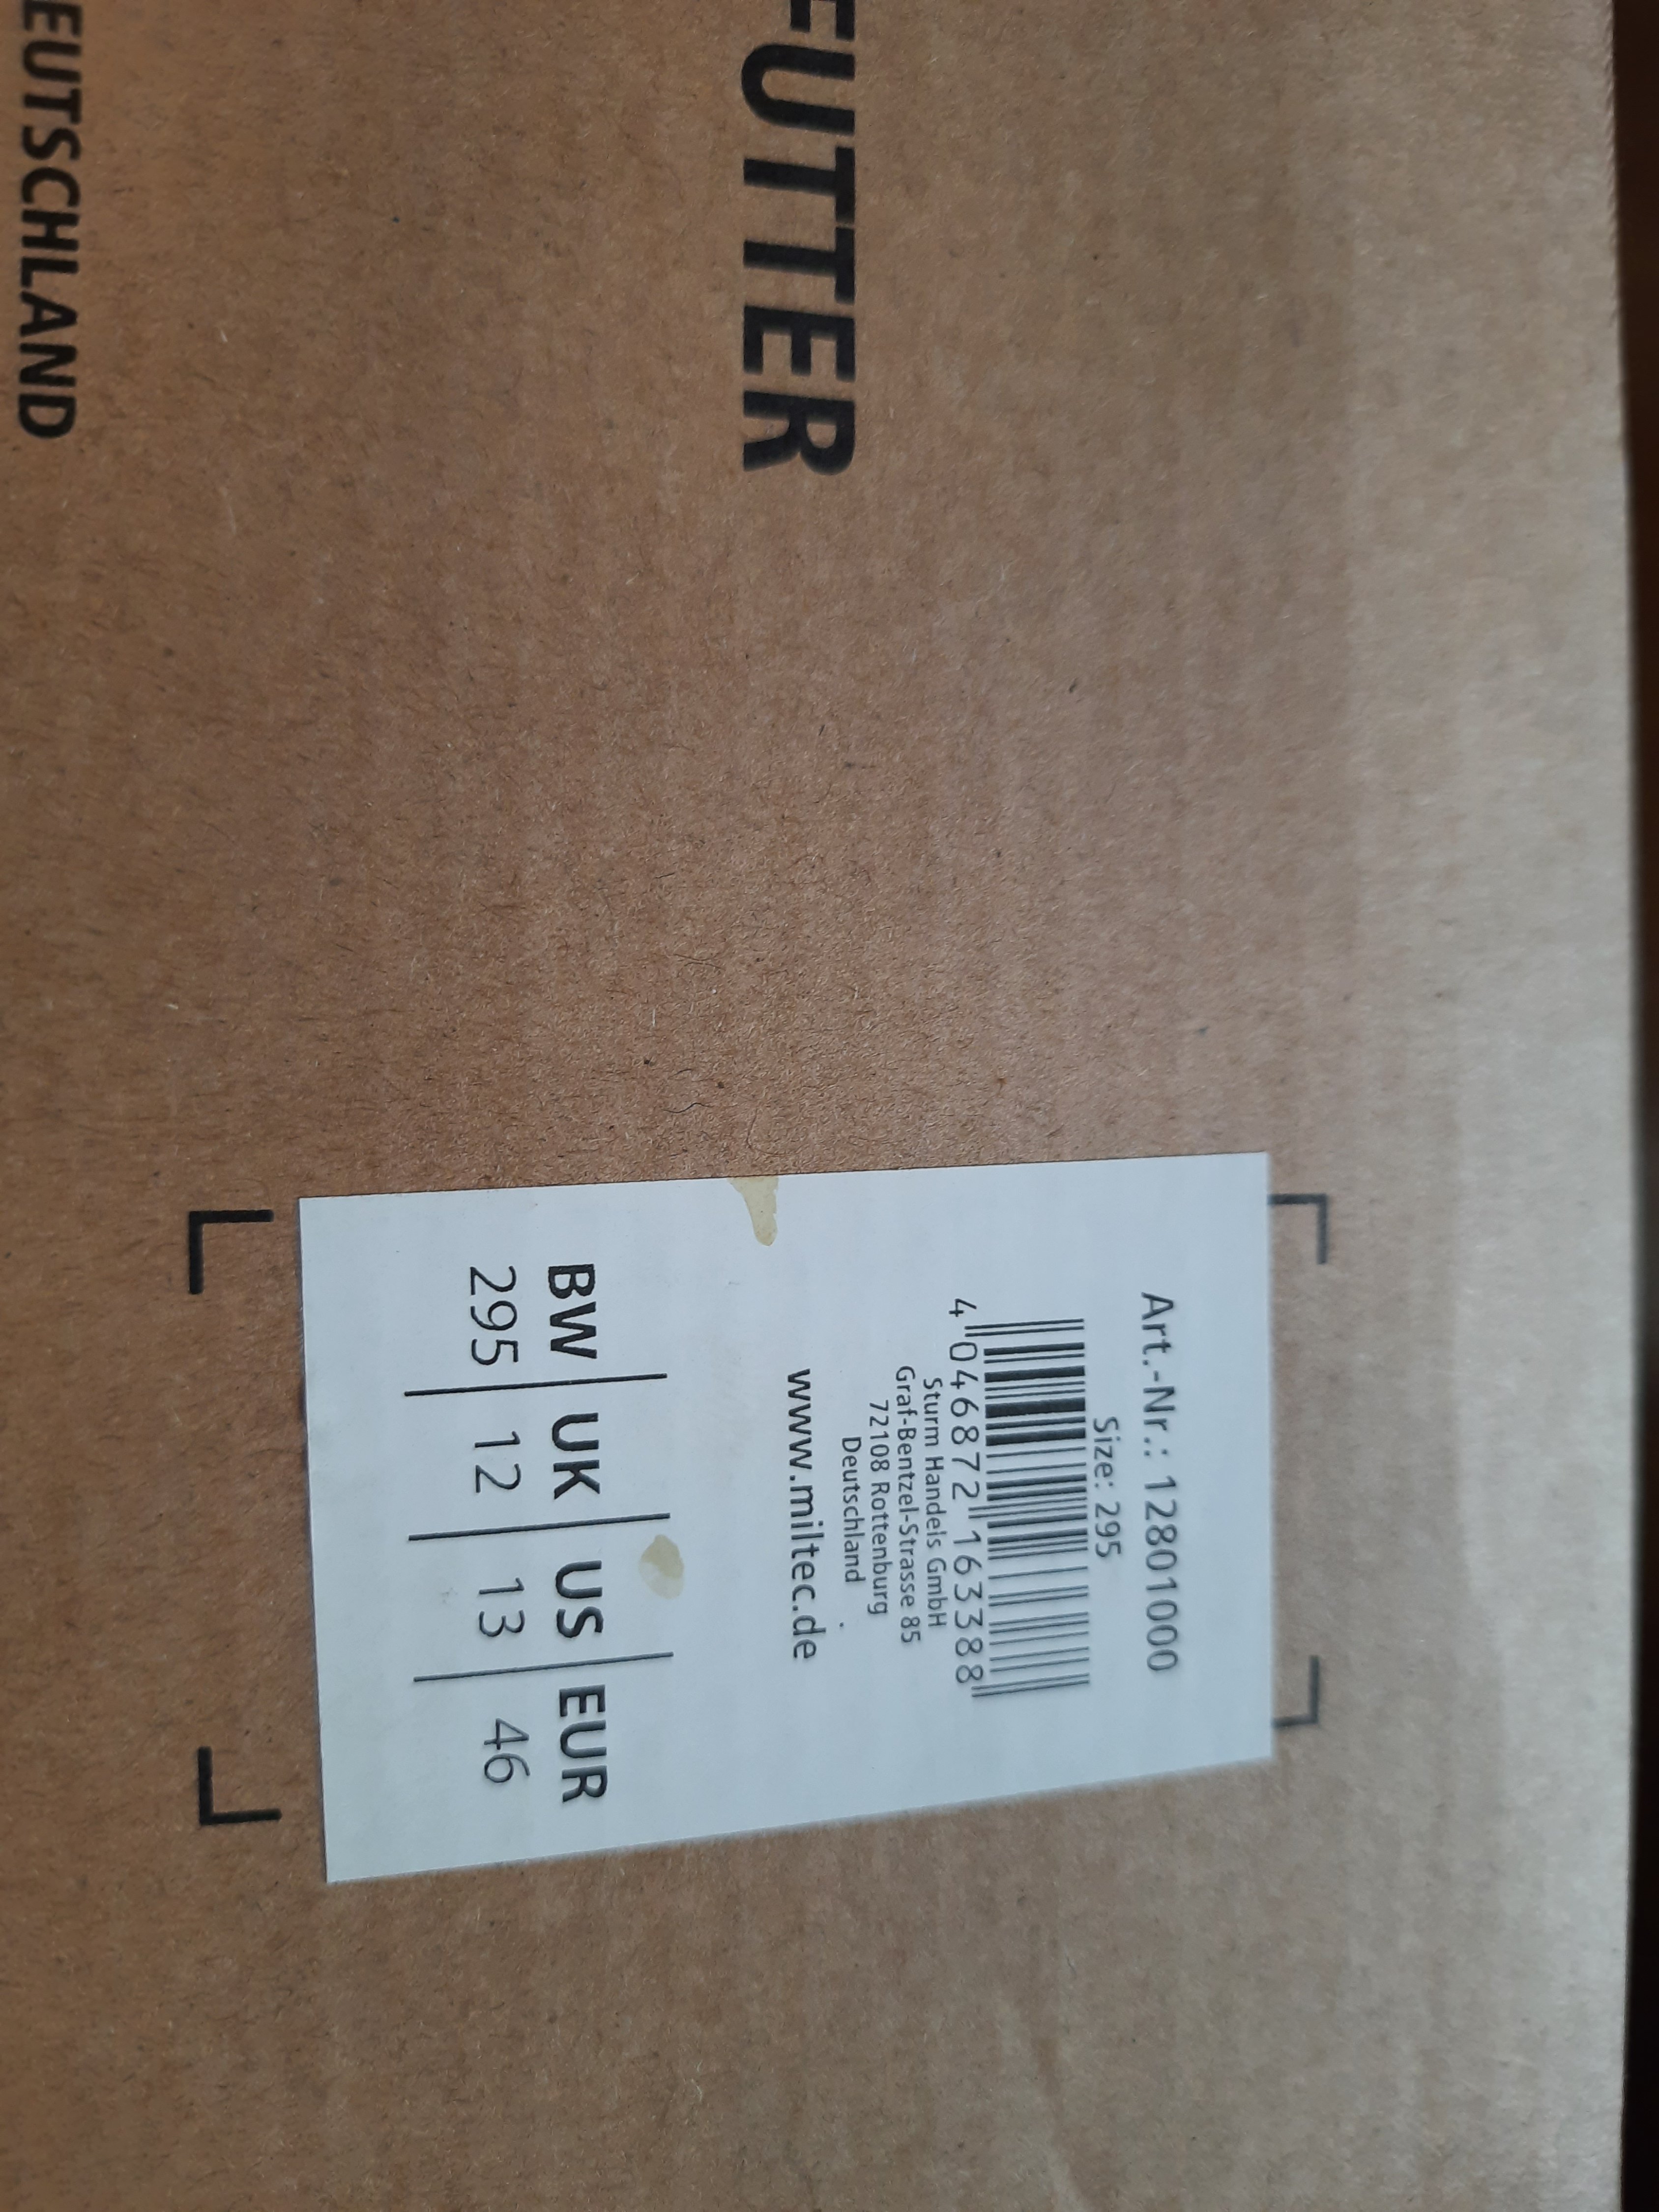 FUTTER
EUTSCHLAND
Art.-Nr.: 12801000
Size: 295
4 046872 163388
Sturm Handels GmbH
Graf-Bentzel-Strasse 85
72108 Rottenburg
Deutschland
www.miltec.de
BW | UK | US | EUR
295 | 12 | 13 | 46